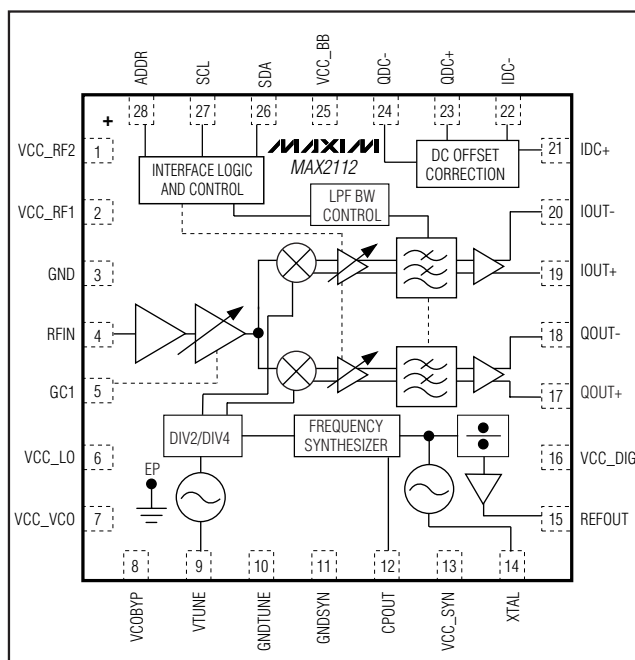 ADDR
SCL
SDA
VCC_BB
QDC-
QDC+
IDC-
28
27
26
25
24
23
22
+
VCC_RF2
1
INTERFACE LOGIC
AND CONTROL
MAXIM
MAX2112
DC OFFSET
CORRECTION
21
IDC+
VCC_RF1
2
LPF BW
CONTROL
20
IOUT-
GND
3
19
IOUT+
RFIN
4
18
QOUT-
GC1
5
17
QOUT+
VCC_LO
6
DIV2/DIV4
FREQUENCY
SYNTHESIZER
16
VCC_DIG
EP
VCC_VCO
7
15
REFOUT
8
9
10
11
12
13
14
VCOBYP
VTUNE
GNDTUNE
GNDSYN
CPOUT
VCC_SYN
XTAL